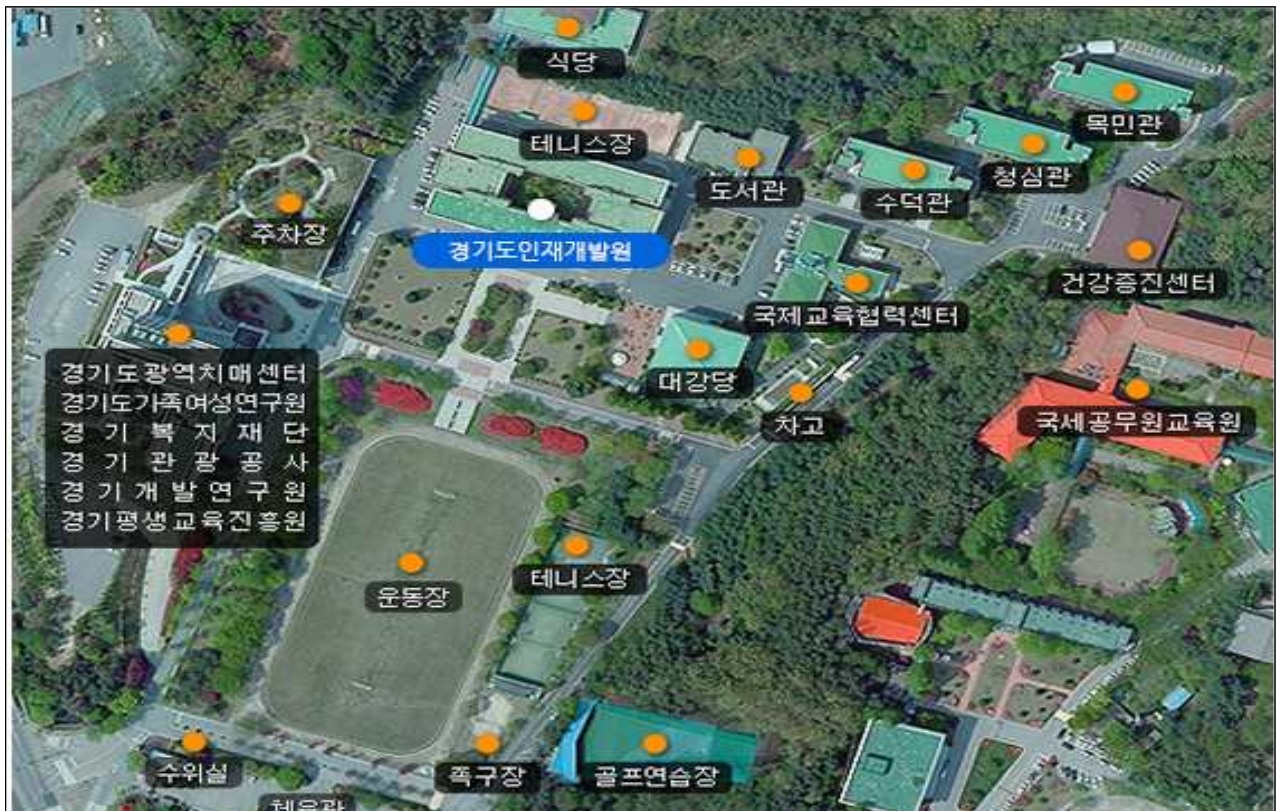 식당
목민관
테니스장
청심관
도서관
수덕관
주차장
경기도인재개발원
건강증진센터
국제교육협력센터
경기도광역치매센터
경기도가족여성연구원
경기복지재단
경기관광공사
경기개발연구원
경기평생교육진흥원
대강당
차고
국세공무원교육원
운동장
테니스장
수위실
족구장
골프연습장
체육관